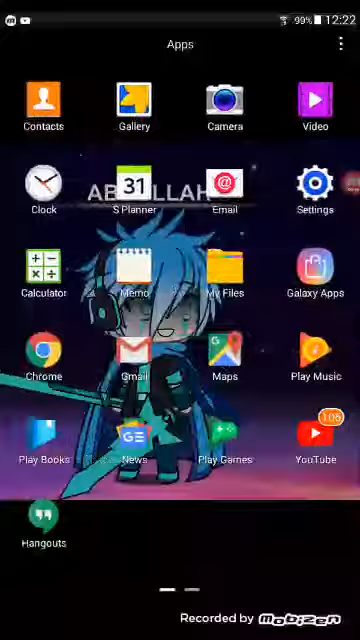 99% 12:22
Apps
Contacts Gallery Camera Video
31
Clock S Planner Email Settings
Calculator Memo My Files Galaxy Apps
Chrome Gmail Maps Play Music
106
Play Books News Play Games YouTube
Hangouts
Recorded by Mobizen